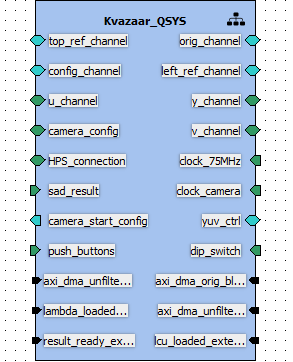 Kvazaar_QSYS
top_ref_channel orig_channel
config_channel left_ref_channel
u_channel y_channel
camera_config v_channel
HPS_connection clock_75MHz
sad_result clock_camera
camera_start_config yuv_ctrl
push_buttons dip_switch
axi_dma_unfilte... axi_dma_orig_bl...
lambda_loaded... axi_dma_unfilte...
result_ready_ex... lcu_loaded_exte...